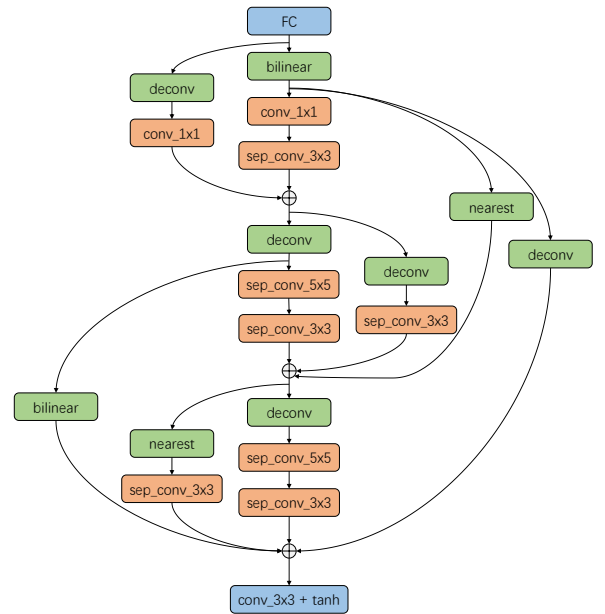 FC
bilinear
deconv
conv_1x1
conv_1x1
sep_conv_3x3
nearest
deconv
deconv
deconv
sep_conv_5x5
sep_conv_3x3
sep_conv_3x3
bilinear
deconv
nearest
sep_conv_5x5
sep_conv_3x3
sep_conv_3x3
conv_3x3 + tanh